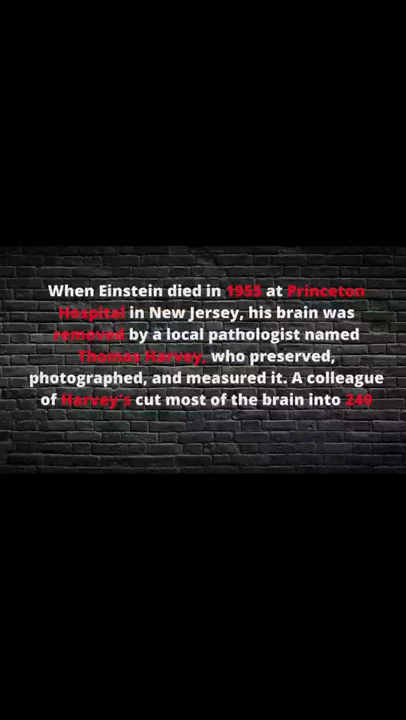 When Einstein died in 1955 at Princeton
Hospital in New Jersey, his brain was
removed by a local pathologist named
Thomas Harvey, who preserved,
photographed, and measured it. A colleague
of Harvey's cut most of the brain into 240